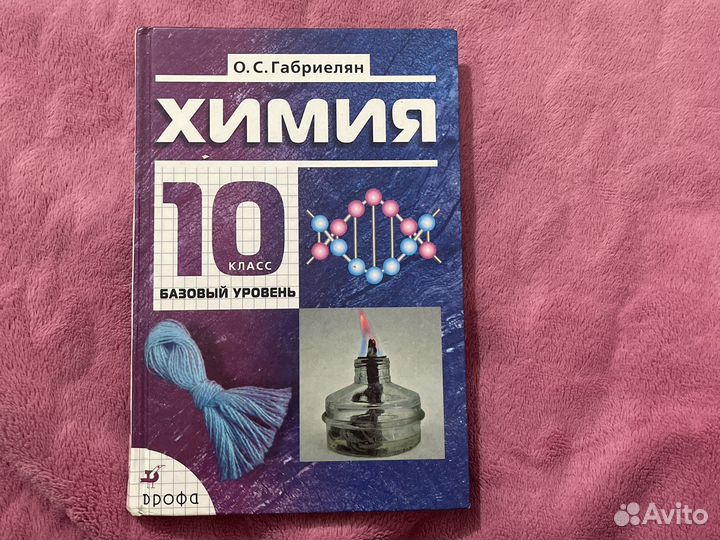 О. С. Габриелян
ХИМИЯ
10
КЛАСС
БАЗОВЫЙ УРОВЕНЬ
дрофа
Avito